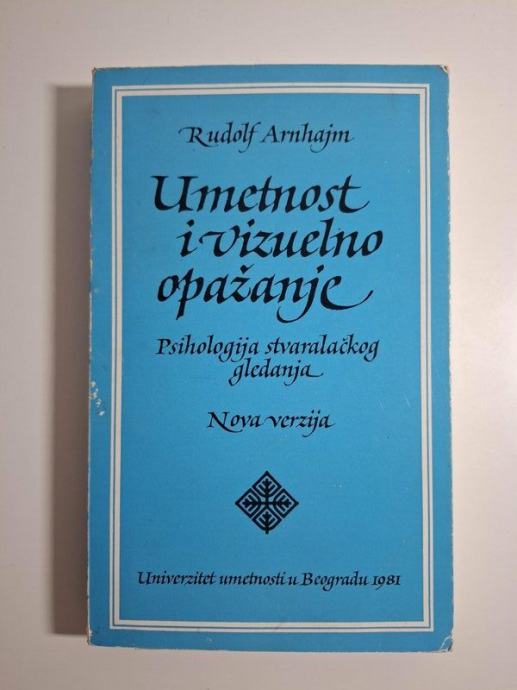 Rudolf Arnhajm
Umetnost
i vizuelno
opažanje
Psihologija stvaralačkog
gledanja
Nova verzija
Univerzitet umetnosti u Beogradu 1981